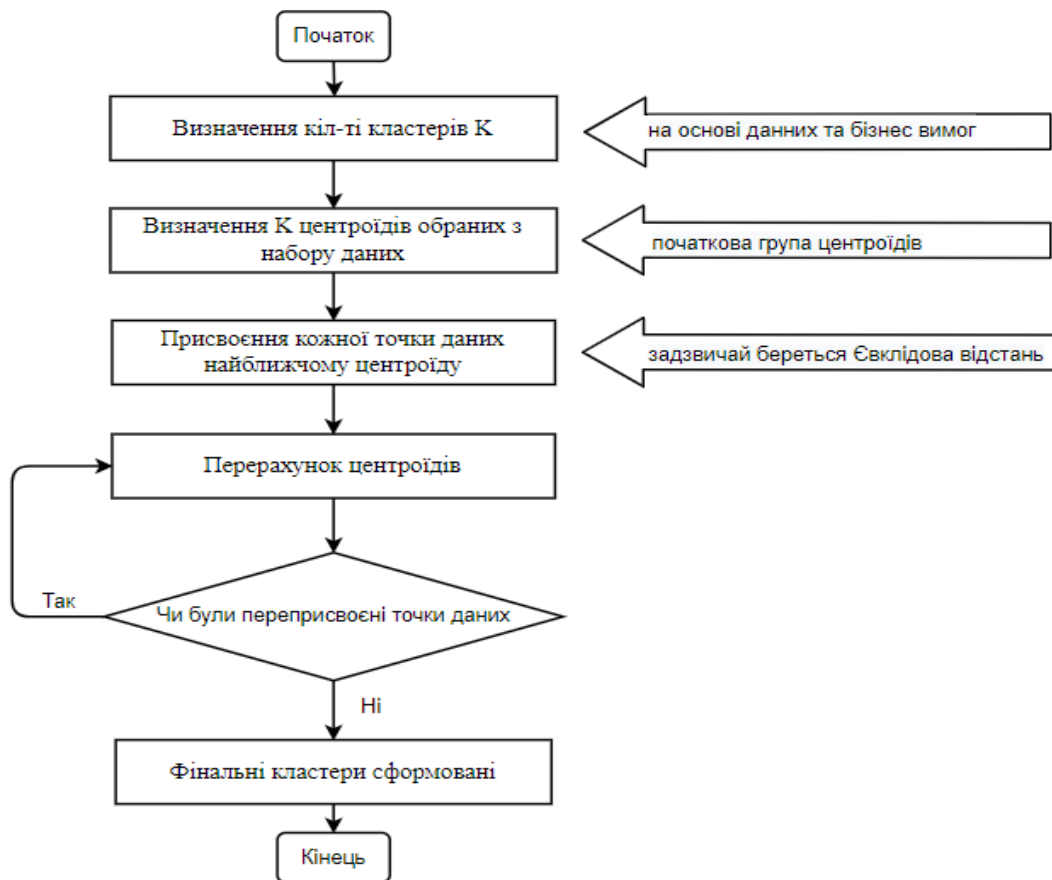 Початок
Визначення кіл-ті кластерів К
на основі данних та бізнес вимог
Визначення К центроїдів обраних з
набору даних
початкова група центроїдів
Присвоєння кожної точки даних
найближчому центроїду
задзвичай береться Євклідова відстань
Перерахунок центроїдів
Так
Чи були переприсвоєні точки даних
Ні
Фінальні кластери сформовані
Кінець